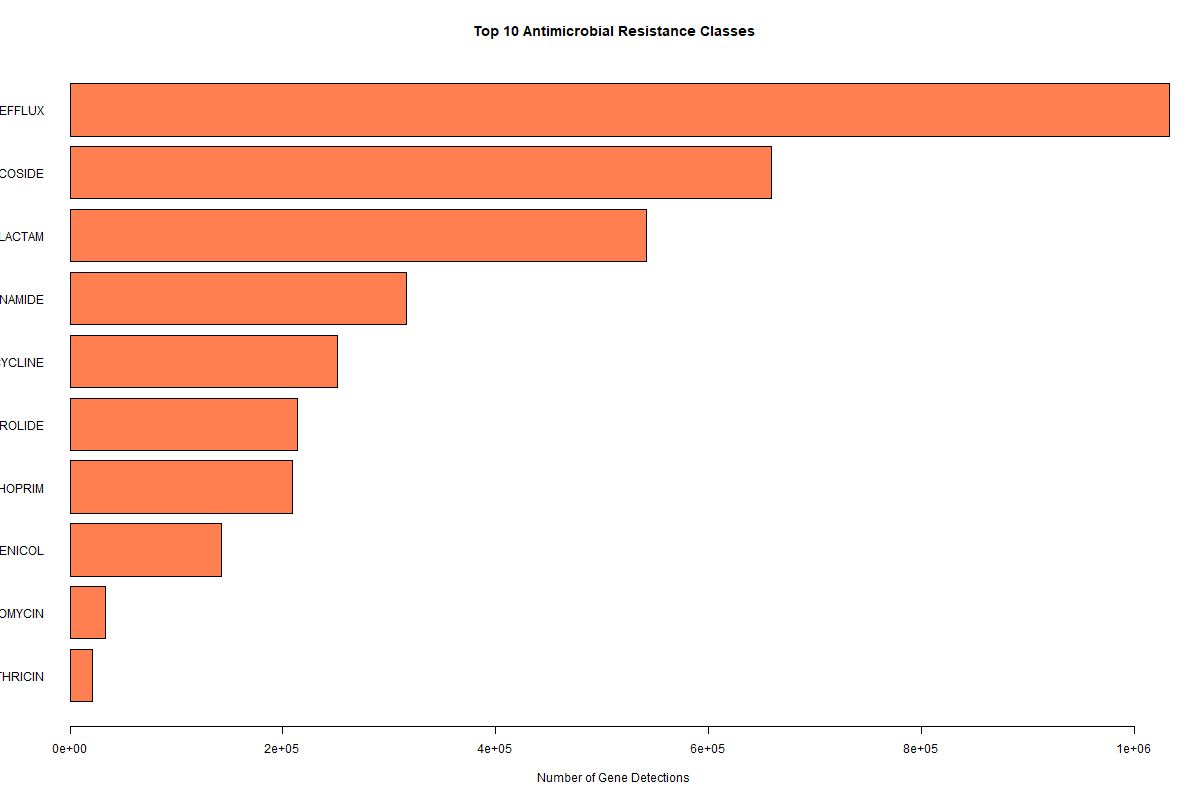 Top 10 Antimicrobial Resistance Classes
EFFLUX
COSIDE
LACTAM
NAMIDE
YCLINE
ROLIDE
HOPRIM
ENICOL
OMYCIN
THRICIN
0e+00 2e+05 4e+05 6e+05 8e+05 1e+06
Number of Gene Detections